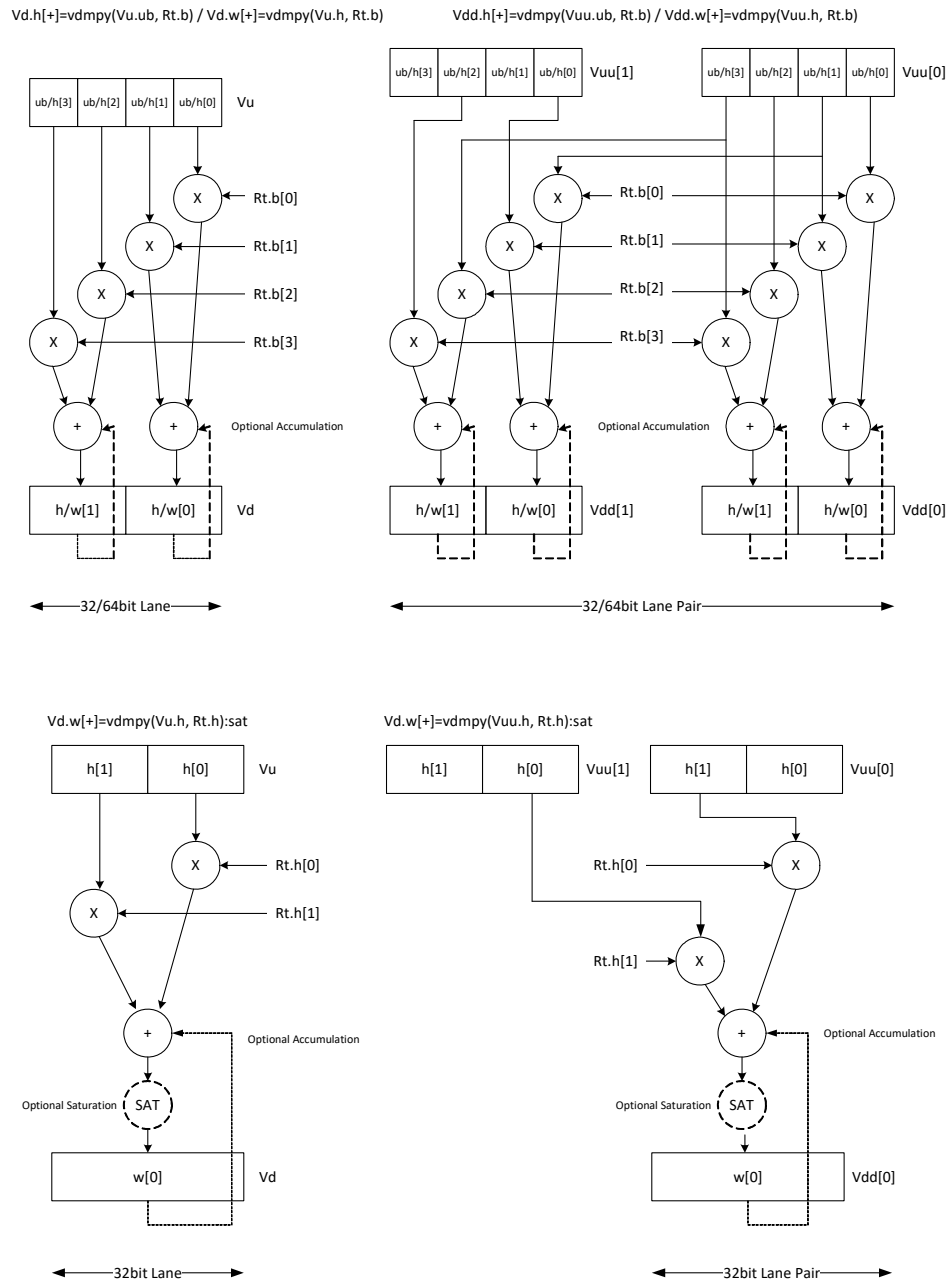 Vd.h[+]=vdmpy(Vu.ub, Rt.b) / Vd.w[+]=vdmpy(Vu.h, Rt.b)
Vdd.h[+]=vdmpy(Vuu.ub, Rt.b) / Vdd.w[+]=vdmpy(Vuu.h, Rt.b)
ub/h[3] ub/h[2] ub/h[1] ub/h[0] Vu
ub/h[3] ub/h[2] ub/h[1] ub/h[0] Vuu[1]
ub/h[3] ub/h[2] ub/h[1] ub/h[0] Vuu[0]
X Rt.b[0] X Rt.b[0] X
X Rt.b[1] X Rt.b[1] X
X Rt.b[2] X Rt.b[2] X
X Rt.b[3] X Rt.b[3] X
+ + Optional Accumulation + + Optional Accumulation + +
h/w[1] h/w[0] Vd
h/w[1] h/w[0] Vdd[1]
h/w[1] h/w[0] Vdd[0]
32/64bit Lane
32/64bit Lane Pair
Vd.w[+]=vdmpy(Vu.h, Rt.h):sat
Vd.w[+]=vdmpy(Vuu.h, Rt.h):sat
h[1] h[0] Vu
h[1] h[0] Vuu[1]
h[1] h[0] Vuu[0]
X Rt.h[0]
Rt.h[0] X
X Rt.h[1]
Rt.h[1] X
+ Optional Accumulation
+ Optional Accumulation
Optional Saturation SAT
Optional Saturation SAT
w[0] Vd
w[0] Vdd[0]
32bit Lane
32bit Lane Pair